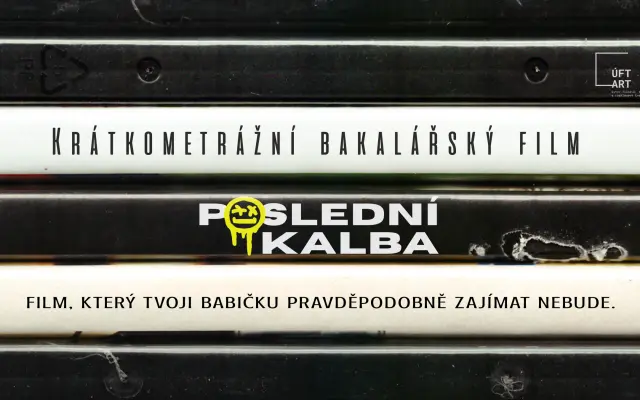 ÚFT
ART
KRÁTKOMETRÁŽNÍ BAKALÁŘSKÝ FILM
POSLEDNÍ
KALBA
FILM, KTERÝ TVOJI BABIČKU PRAVDĚPODOBNĚ ZAJÍMAT NEBUDE.